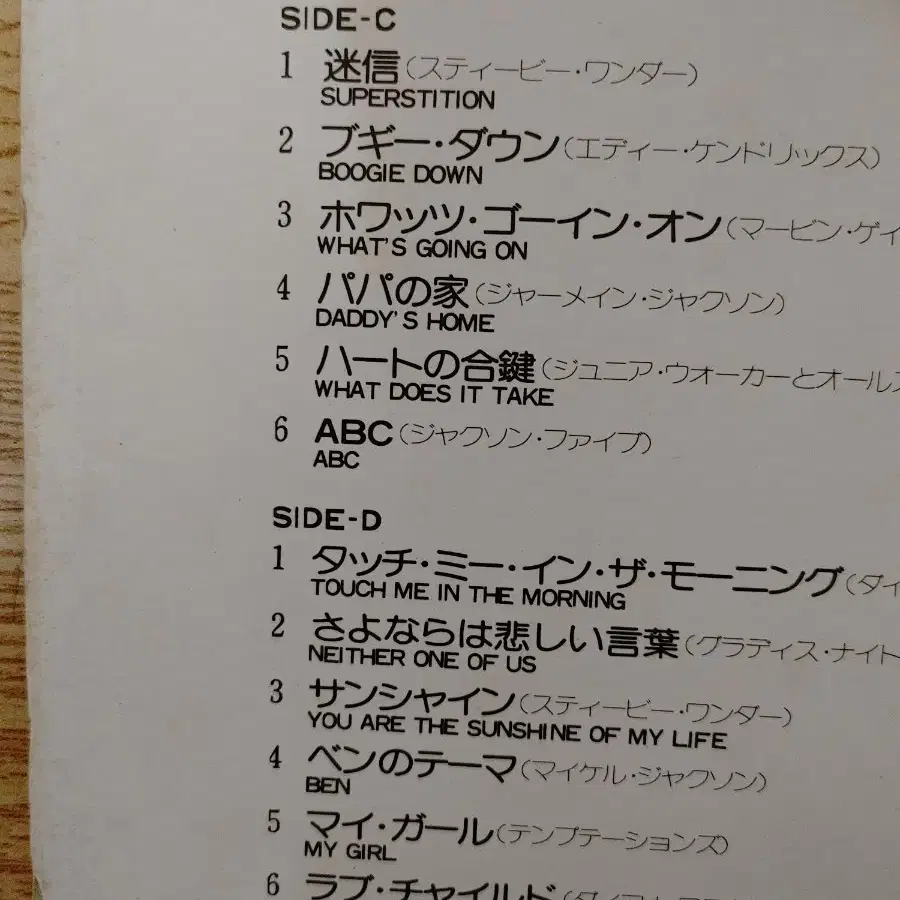 SIDE-C
1 迷信(スティービー・ワンダー)
SUPERSTITION
2 ブギー・ダウン(エディー・ケンドリックス)
BOOGIE DOWN
3 ホワッツ・ゴーイン・オン(マービン・ゲイ
WHAT'S GOING ON
4 パパの家(ジャーメイン・ジャクソン)
DADDY'S HOME
5 ハートの合鍵(ジュニア・ウォーカーとオールス
WHAT DOES IT TAKE
6 ABC(ジャクソン・ファイブ)
ABC
SIDE-D
1 タッチ・ミー・イン・ザ・モーニング(ダイ
TOUCH ME IN THE MORNING
2 さよならは悲しい言葉(グラディス・ナイト
NEITHER ONE OF US
3 サンシャイン(スティービー・ワンダー)
YOU ARE THE SUNSHINE OF MY LIFE
4 ベンのテーマ(マイケル・ジャクソン)
BEN
5 マイ・ガール(テンプテーションズ)
MY GIRL
6 ラブ・チャイルド